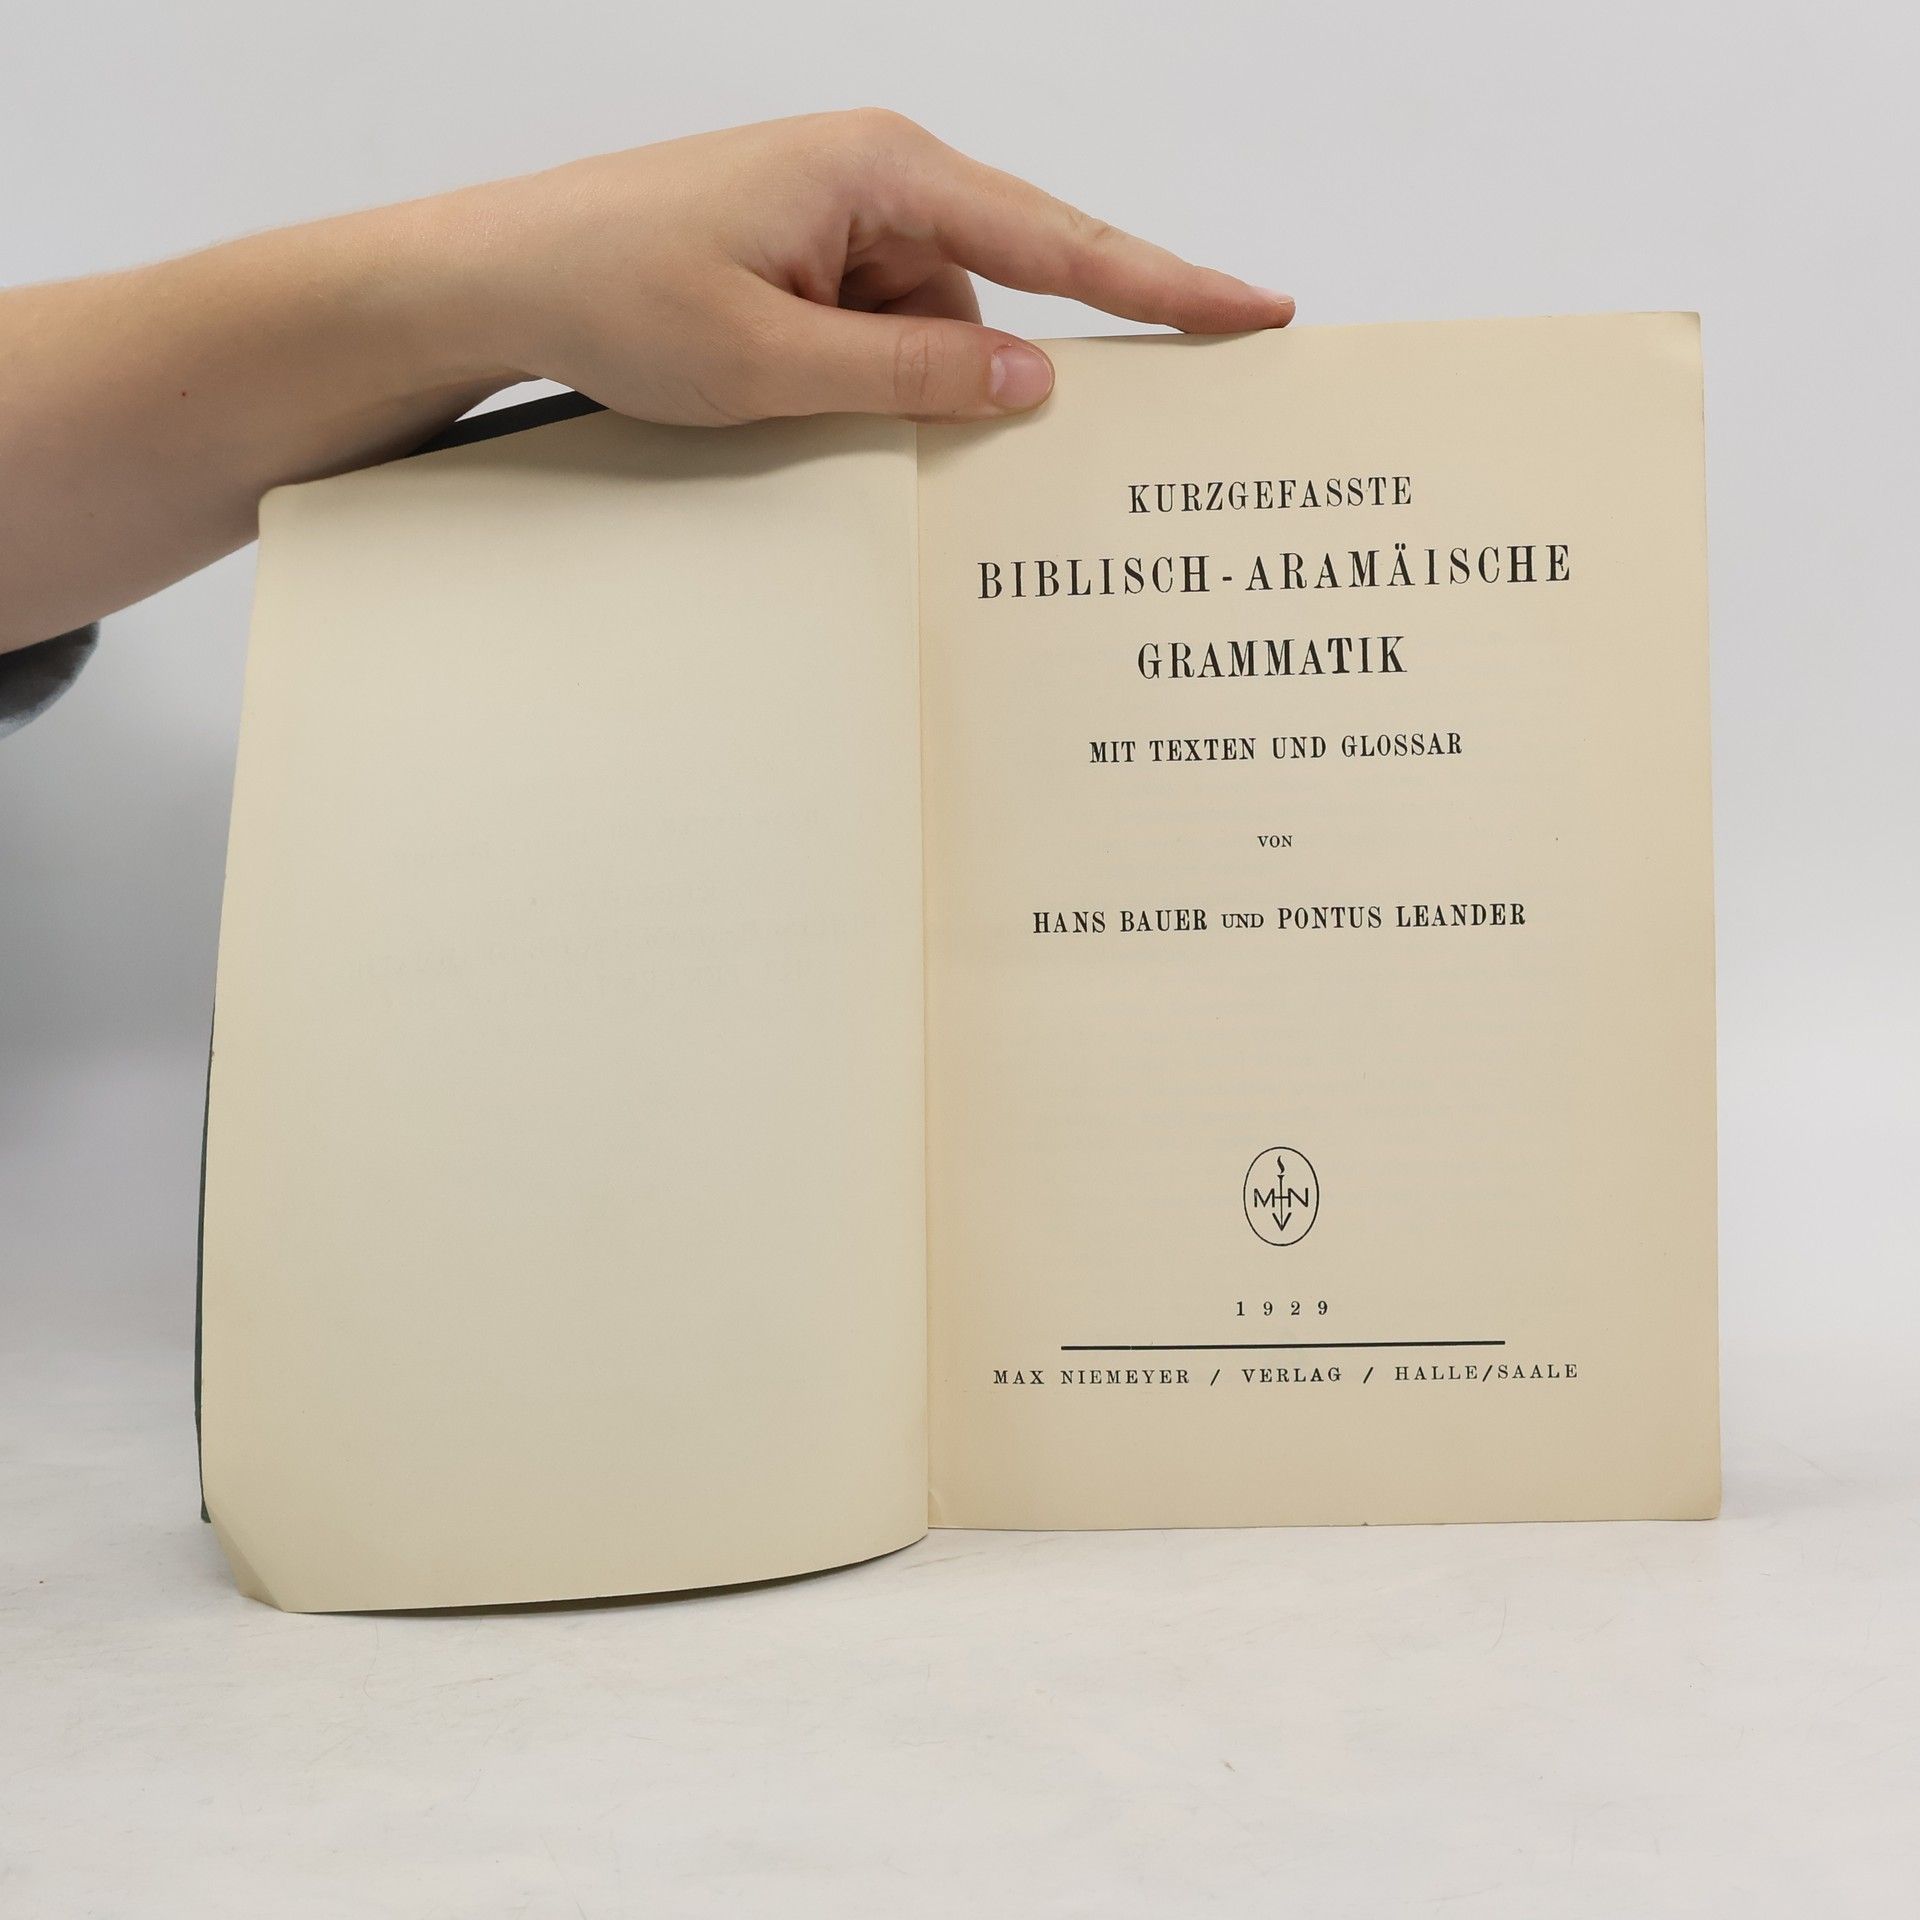 KURZGEFASSTE
BIBLISCH-ARAMÄISCHE
GRAMMATIK
MIT TEXTEN UND GLOSSAR
VON
HANS BAUER UND PONTUS LEANDER
MN
1929
MAX NIEMEYER / VERLAG / HALLE/SAALE